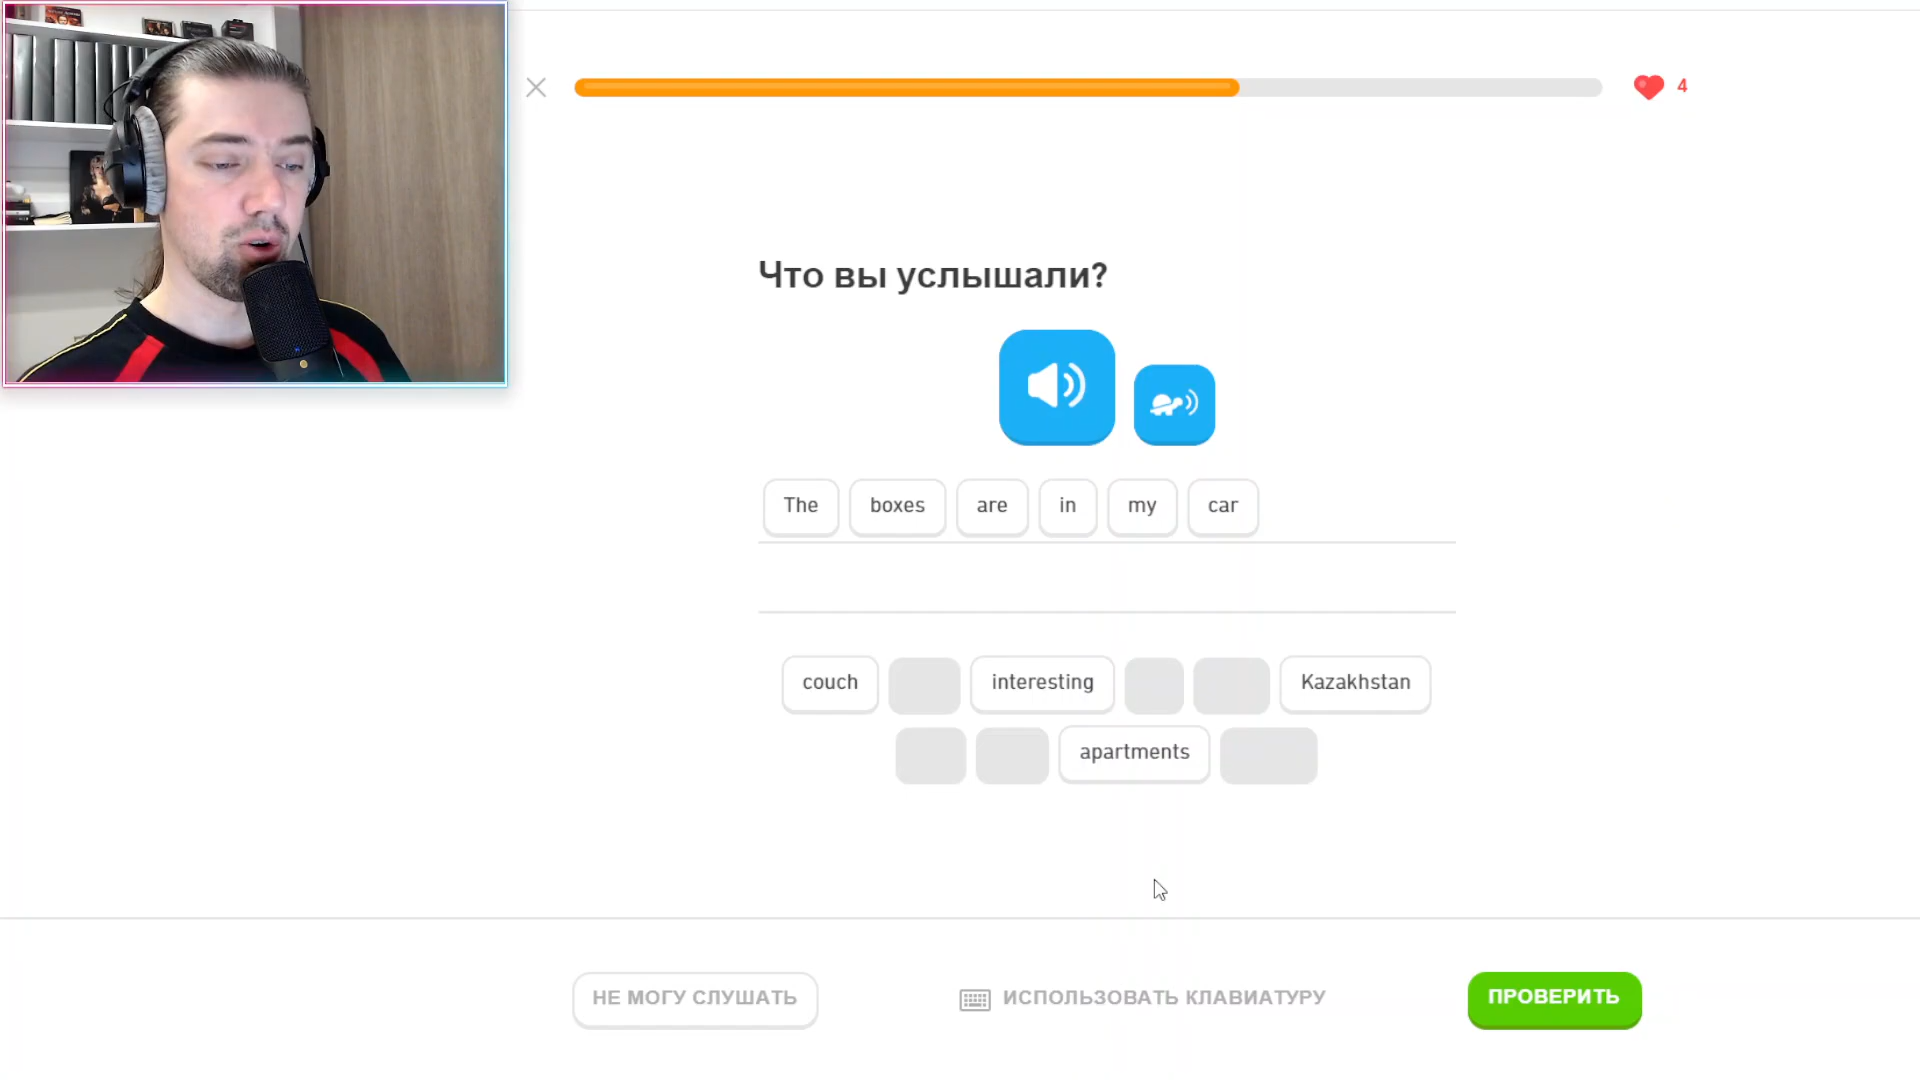 4
Что вы услышали?
The boxes are in my car
couch interesting Kazakhstan
apartments
НЕ МОГУ СЛУШАТЬ ИСПОЛЬЗОВАТЬ КЛАВИАТУРУ ПРОВЕРИТЬ